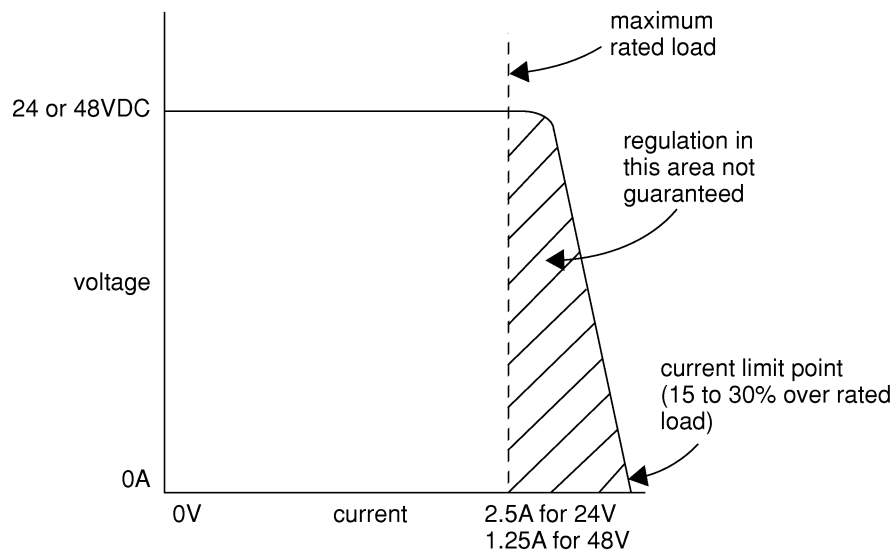 maximum
rated load
24 or 48VDC
regulation in
this area not
guaranteed
voltage
current limit point
(15 to 30% over rated
load)
0A
0V
current
2.5A for 24V
1.25A for 48V